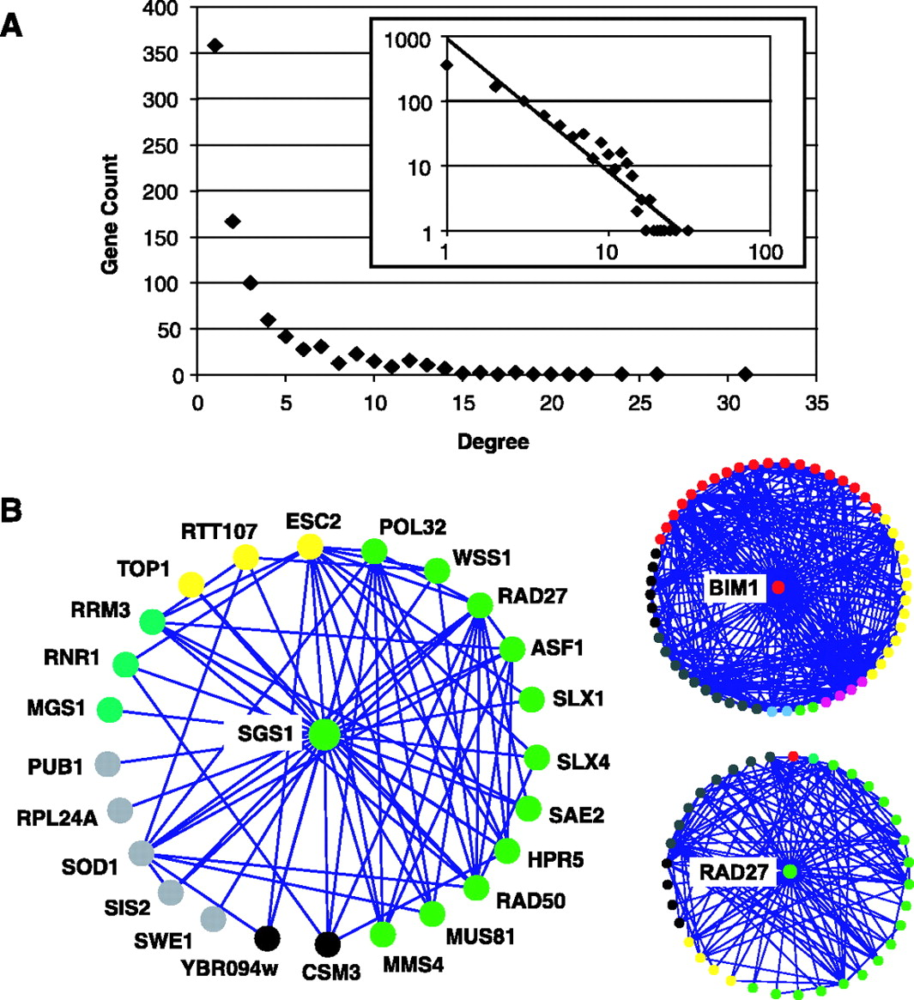 A
400
350
300
250
200
150
100
50
0
Gene Count
0 5 10 15 20 25 30 35
Degree
1000
100
10
1
1 10 100
B
RTT107
ESC2
POL32
WSS1
TOP1
RAD27
RRM3
ASF1
RNR1
SLX1
MGS1
SGS1
SLX4
PUB1
SAE2
RPL24A
HPR5
SOD1
RAD50
SIS2
MUS81
SWE1
MMS4
YBR094w
CSM3
BIM1
RAD27